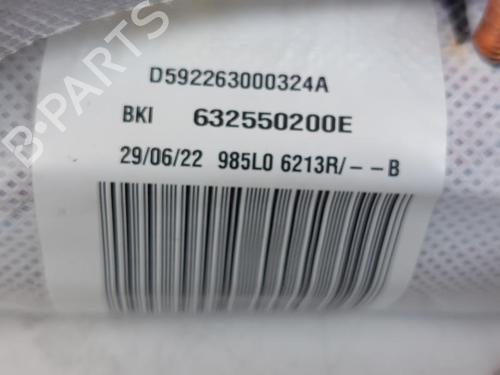 D592263000324A
BKI 632550200E
29/06/22 985L0 6213R/--B
B-PARTS